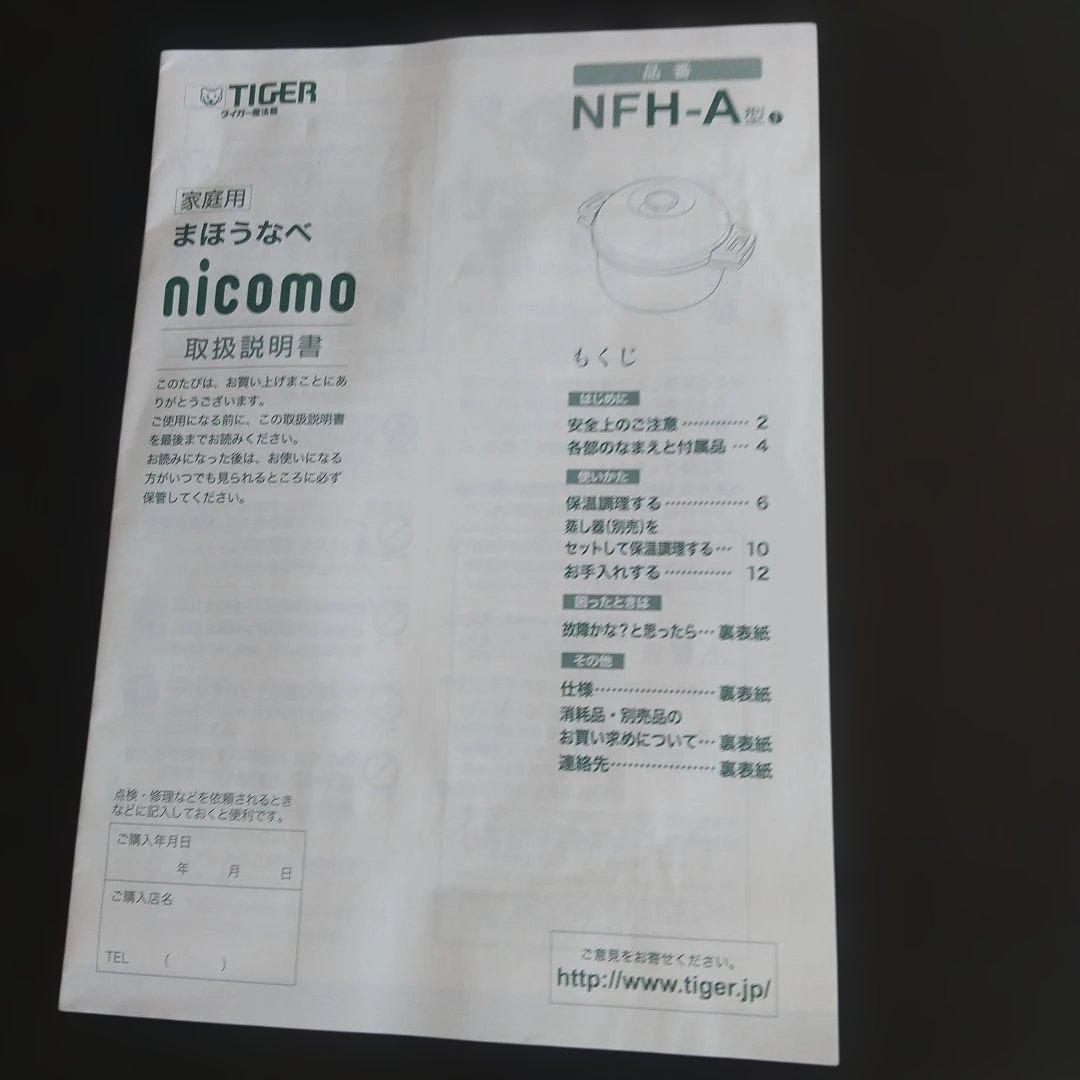 TIGER
タイガー魔法瓶
家庭用
まほうなべ
nicomo
取扱説明書
このたびは、お買い上げまことにあ
りがとうございます。
ご使用になる前に、この取扱説明書
を最後までお読みください。
お読みになった後は、お使いになる
方がいつでも見られるところに必ず
保管してください。
点検・修理などを依頼されるとき
などに記入しておくと便利です。
ご購入年月日
年 月 日
ご購入店名
TEL ( )
品番
NFH-A型
もくじ
はじめに
安全上のご注意………… 2
各部のなまえと付属品… 4
使いかた
保温調理する…………… 6
蒸し器(別売)を
セットして保温調理する… 10
お手入れする………… 12
困ったときは
故障かな?と思ったら…裏表紙
その他
仕様…………………裏表紙
消耗品・別売品の
お買い求めについて…裏表紙
連絡先………………裏表紙
ご意見をお寄せください。
http://www.tiger.jp/